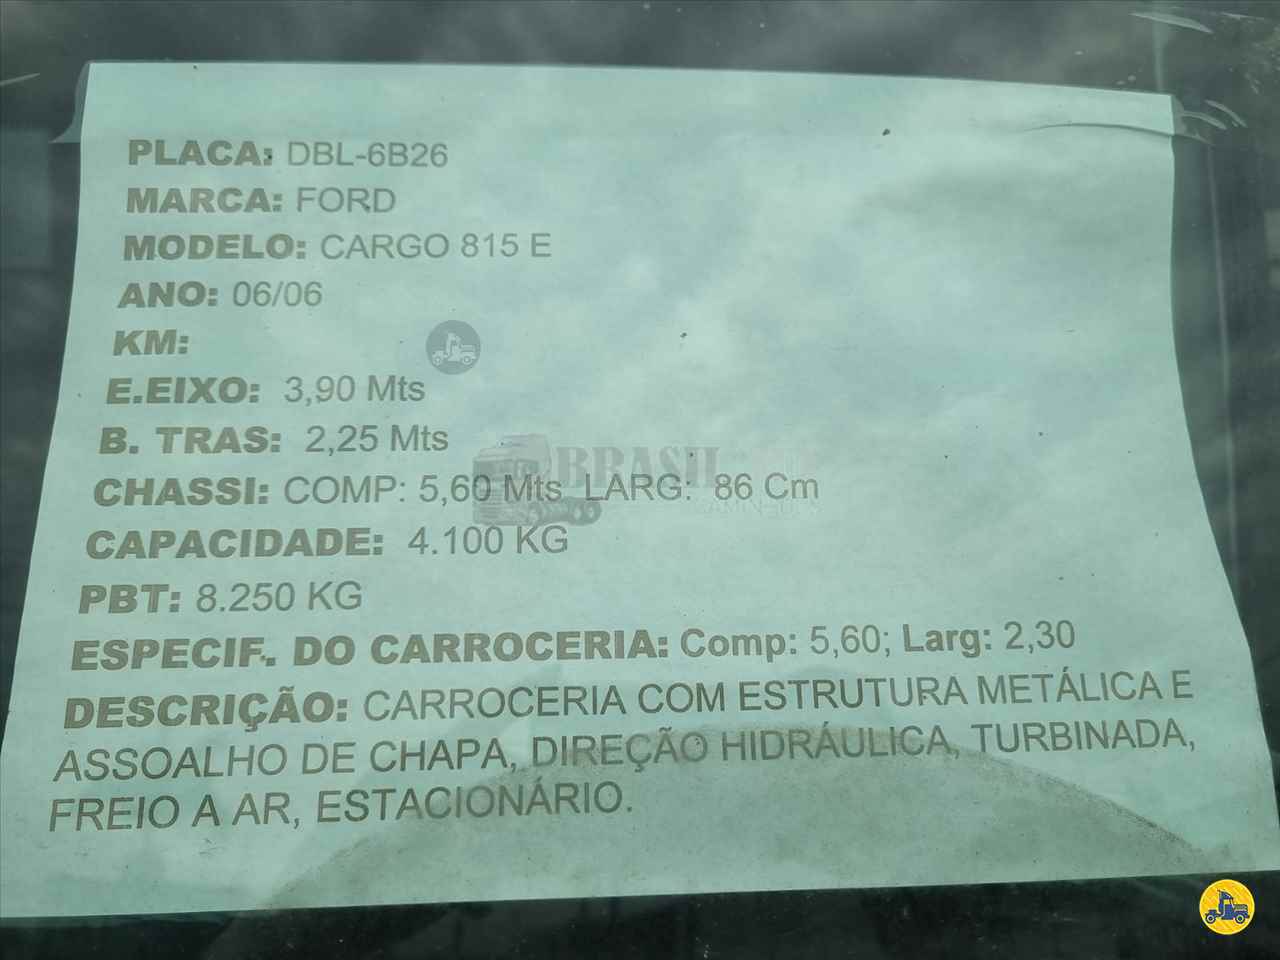 PLACA: DBL-6B26
MARCA: FORD
MODELO: CARGO 815 E
ANO: 06/06
KM:
E.EIXO: 3,90 Mts
B. TRAS: 2,25 Mts
BRASIL
CHASSI: COMP: 5,60 Mts LARG: 86 Cm
CAMINHÕES
CAPACIDADE: 4.100 KG
PBT: 8.250 KG
ESPECIF. DO CARROCERIA: Comp: 5,60; Larg: 2,30
DESCRIÇÃO: CARROCERIA COM ESTRUTURA METÁLICA E
ASSOALHO DE CHAPA, DIREÇÃO HIDRÁULICA, TURBINADA,
FREIO A AR, ESTACIONÁRIO.